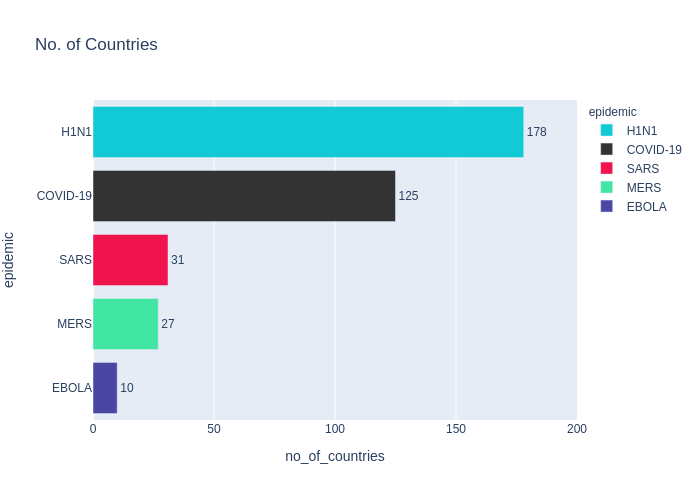 No. of Countries
epidemic
H1N1
178
COVID-19
125
SARS
31
MERS
27
EBOLA
10
0 50 100 150 200
no_of_countries
epidemic
H1N1
COVID-19
SARS
MERS
EBOLA